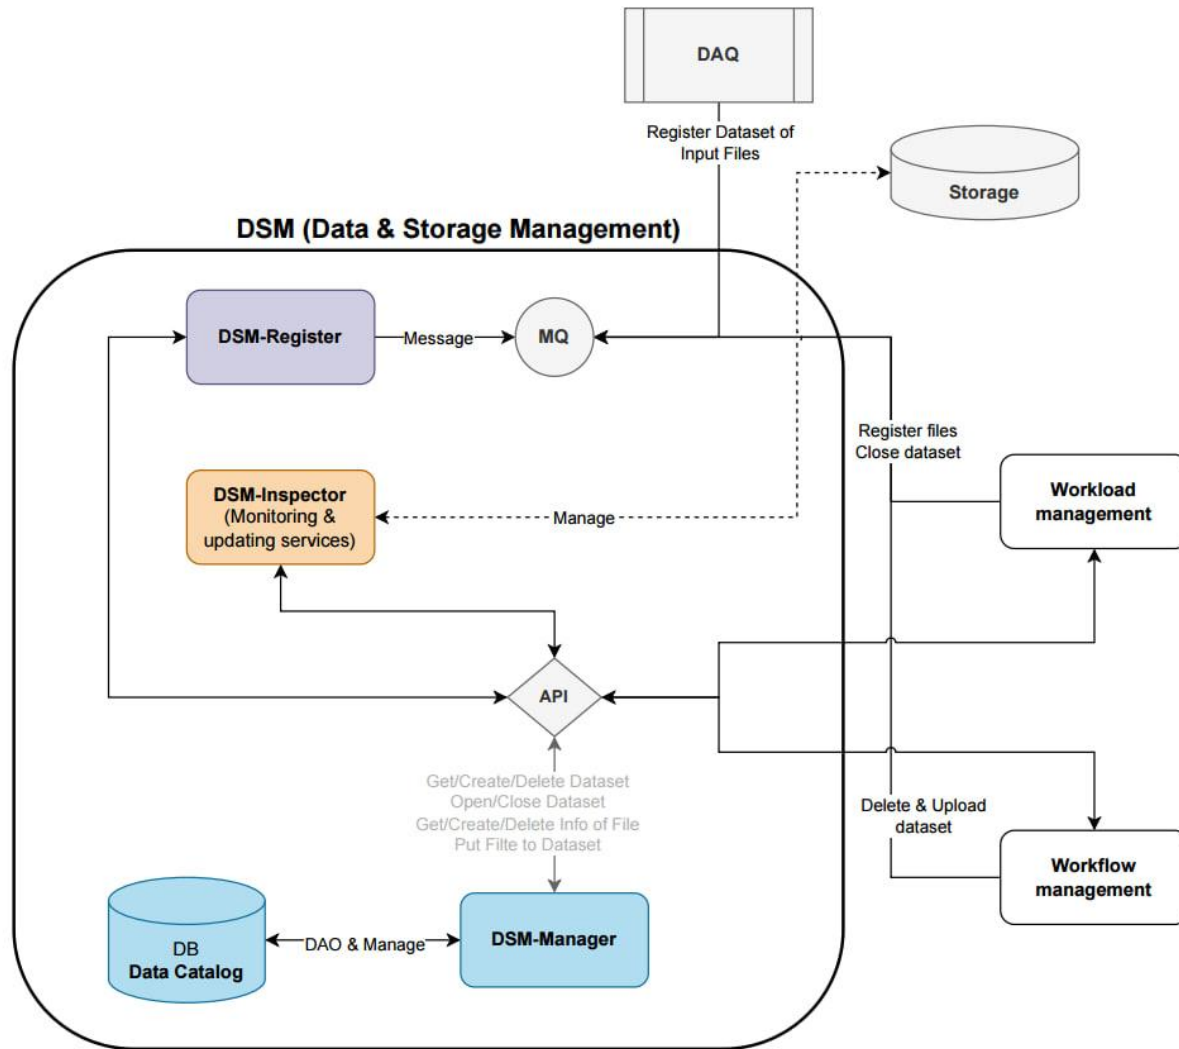 DAQ
Register Dataset of
Input Files
Storage
DSM (Data & Storage Management)
DSM-Register
Message
MQ
Register files
Close dataset
Workload
management
DSM-Inspector
(Monitoring &
updating services)
Manage
API
Get/Create/Delete Dataset
Open/Close Dataset
Get/Create/Delete Info of File
Put Filte to Dataset
Delete & Upload
dataset
Workflow
management
DB
Data Catalog
DAO & Manage
DSM-Manager